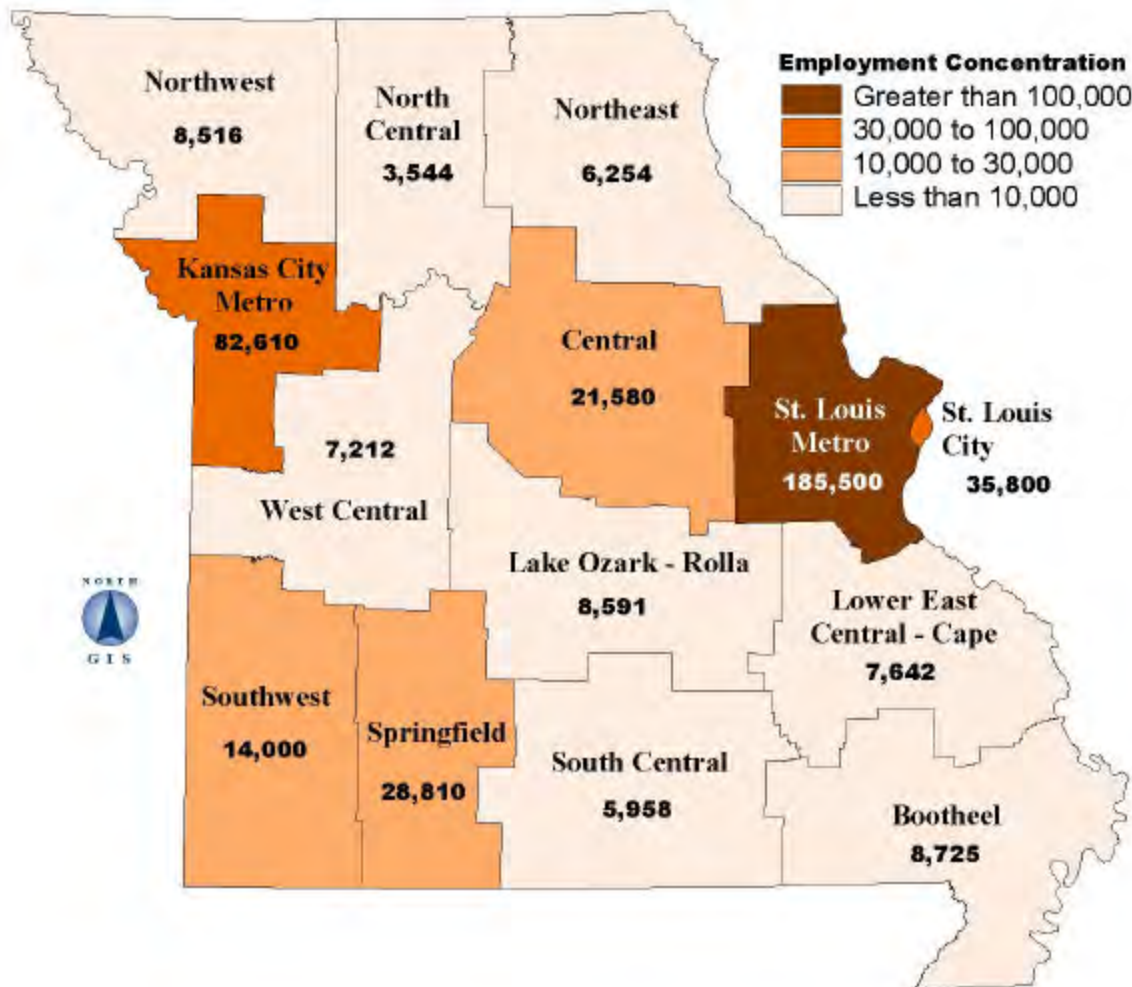 Employment Concentration
Greater than 100,000
30,000 to 100,000
10,000 to 30,000
Less than 10,000
Northwest
8,516
North
Central
3,544
Northeast
6,254
Kansas City
Metro
82,610
Central
21,580
St. Louis
Metro
185,500
St. Louis
City
35,800
7,212
West Central
Lake Ozark - Rolla
8,591
Lower East
Central - Cape
7,642
NORTH
GIS
Southwest
14,000
Springfield
28,810
South Central
5,958
Bootheel
8,725